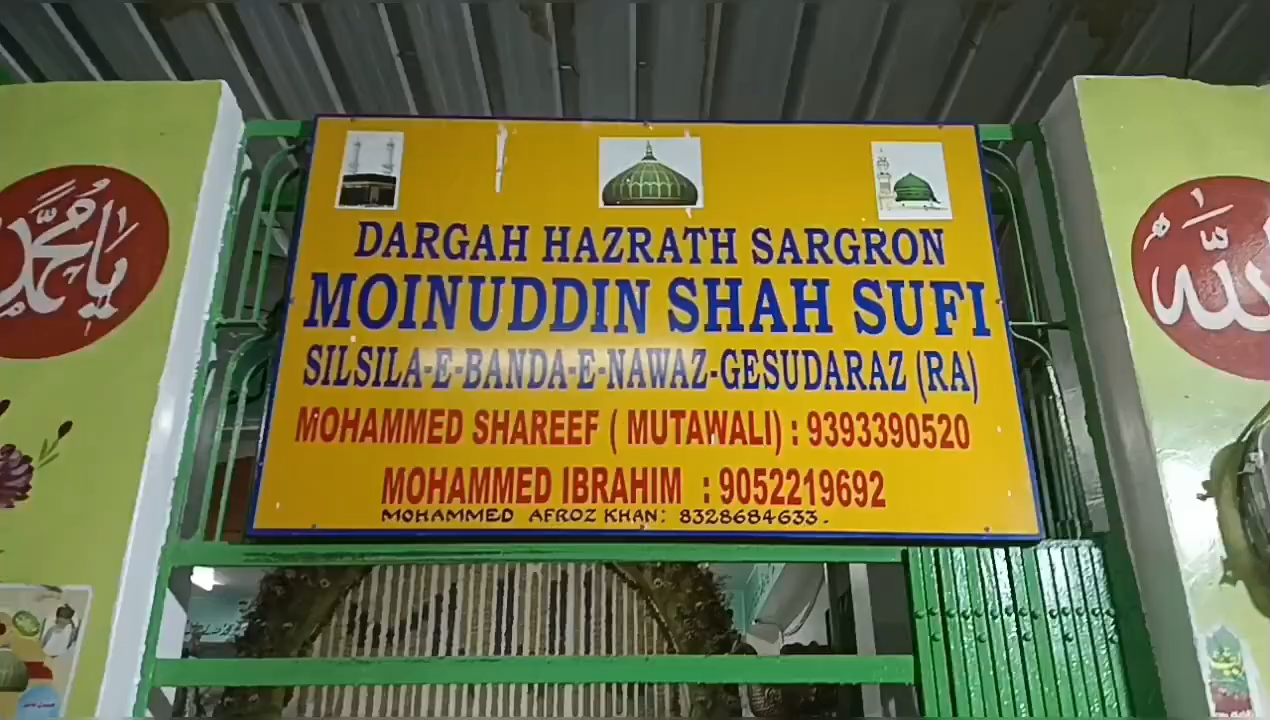 DARGAH HAZRATH SARGRON
MOINUDDIN SHAH SUFI
SILSILA-E-BANDA-E-NAWAZ-GESUDARAZ (RA)
MOHAMMED SHAREEF ( MUTAWALI) : 9393390520
MOHAMMED IBRAHIM : 9052219692
MOHAMMED AFROZ KHAN: 8328684633.
یا محمد
الله